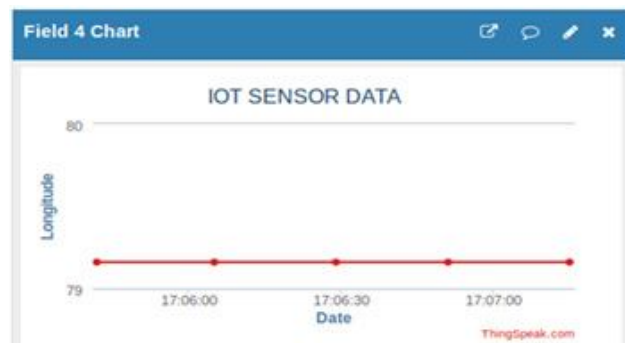 Field 4 Chart
IOT SENSOR DATA
80
Longitude
79
17:06:00 17:06:30 17:07:00
Date
ThingSpeak.com